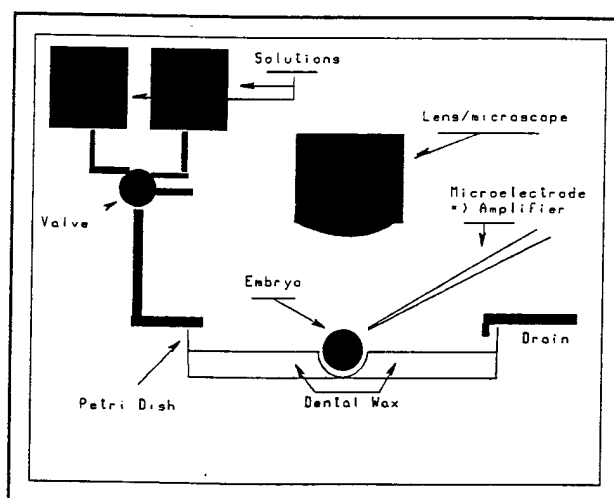 Solutions
Lens/microscope
Microelectrode
=) Amplifier
Valve
Embryo
Drain
Petri Dish
Dental Wax